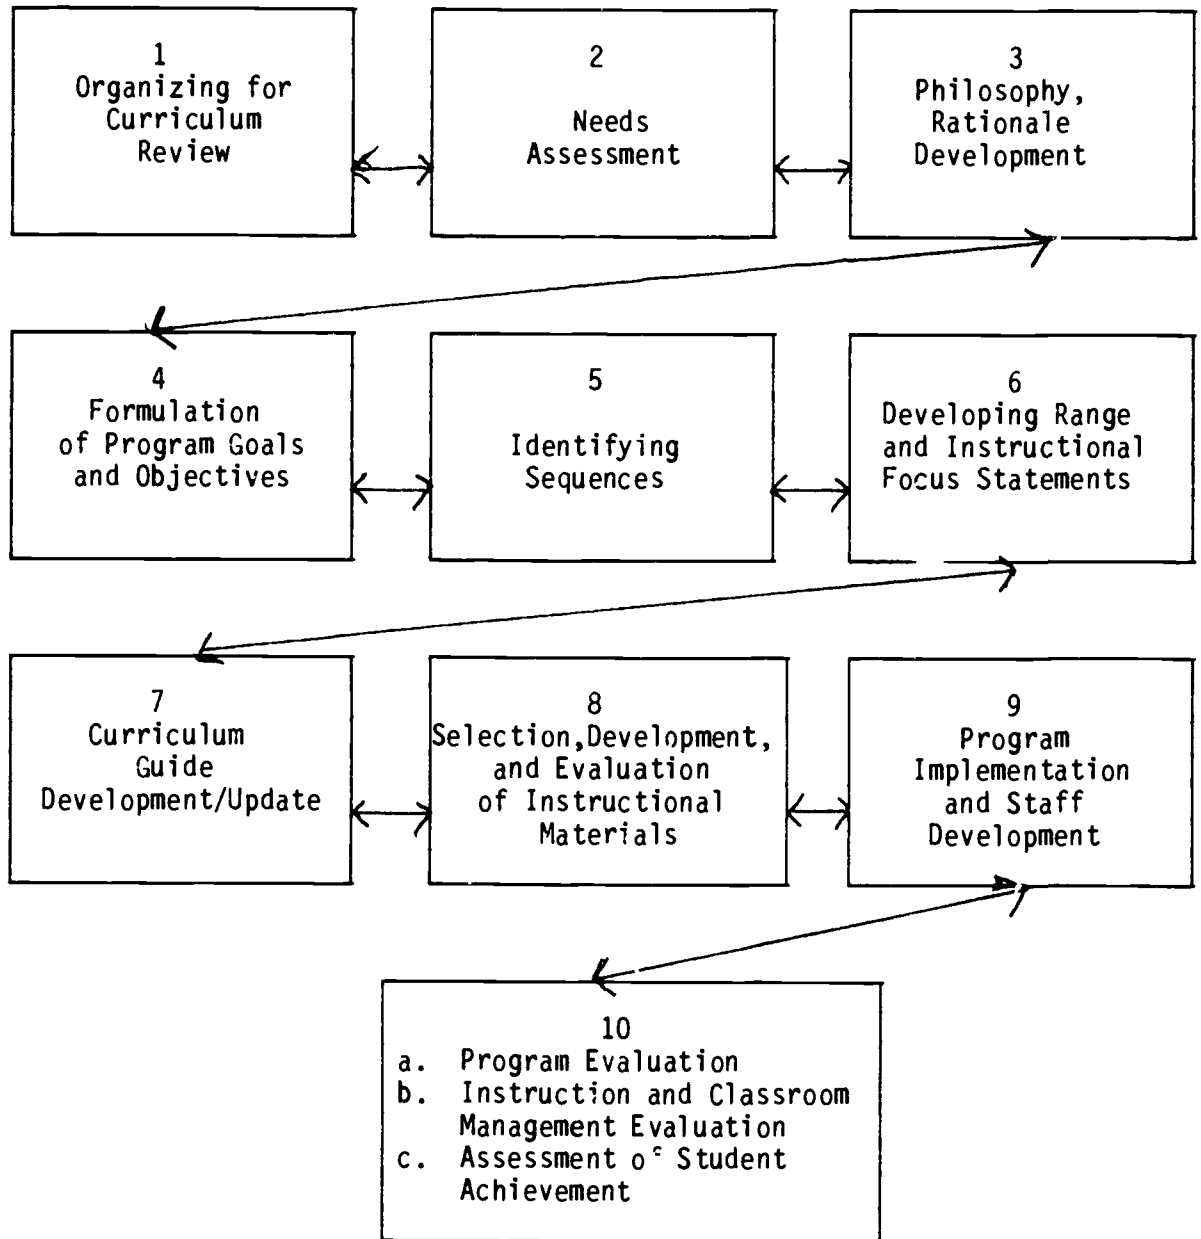 1
Organizing for
Curriculum
Review
2
Needs
Assessment
3
Philosophy,
Rationale
Development
4
Formulation
of Program Goals
and Objectives
5
Identifying
Sequences
6
Developing Range
and Instructional
Focus Statements
7
Curriculum
Guide
Development/Update
8
Selection,Development,
and Evaluation
of Instructional
Materials
9
Program
Implementation
and Staff
Development
10
a. Program Evaluation
b. Instruction and Classroom
Management Evaluation
c. Assessment of Student
Achievement